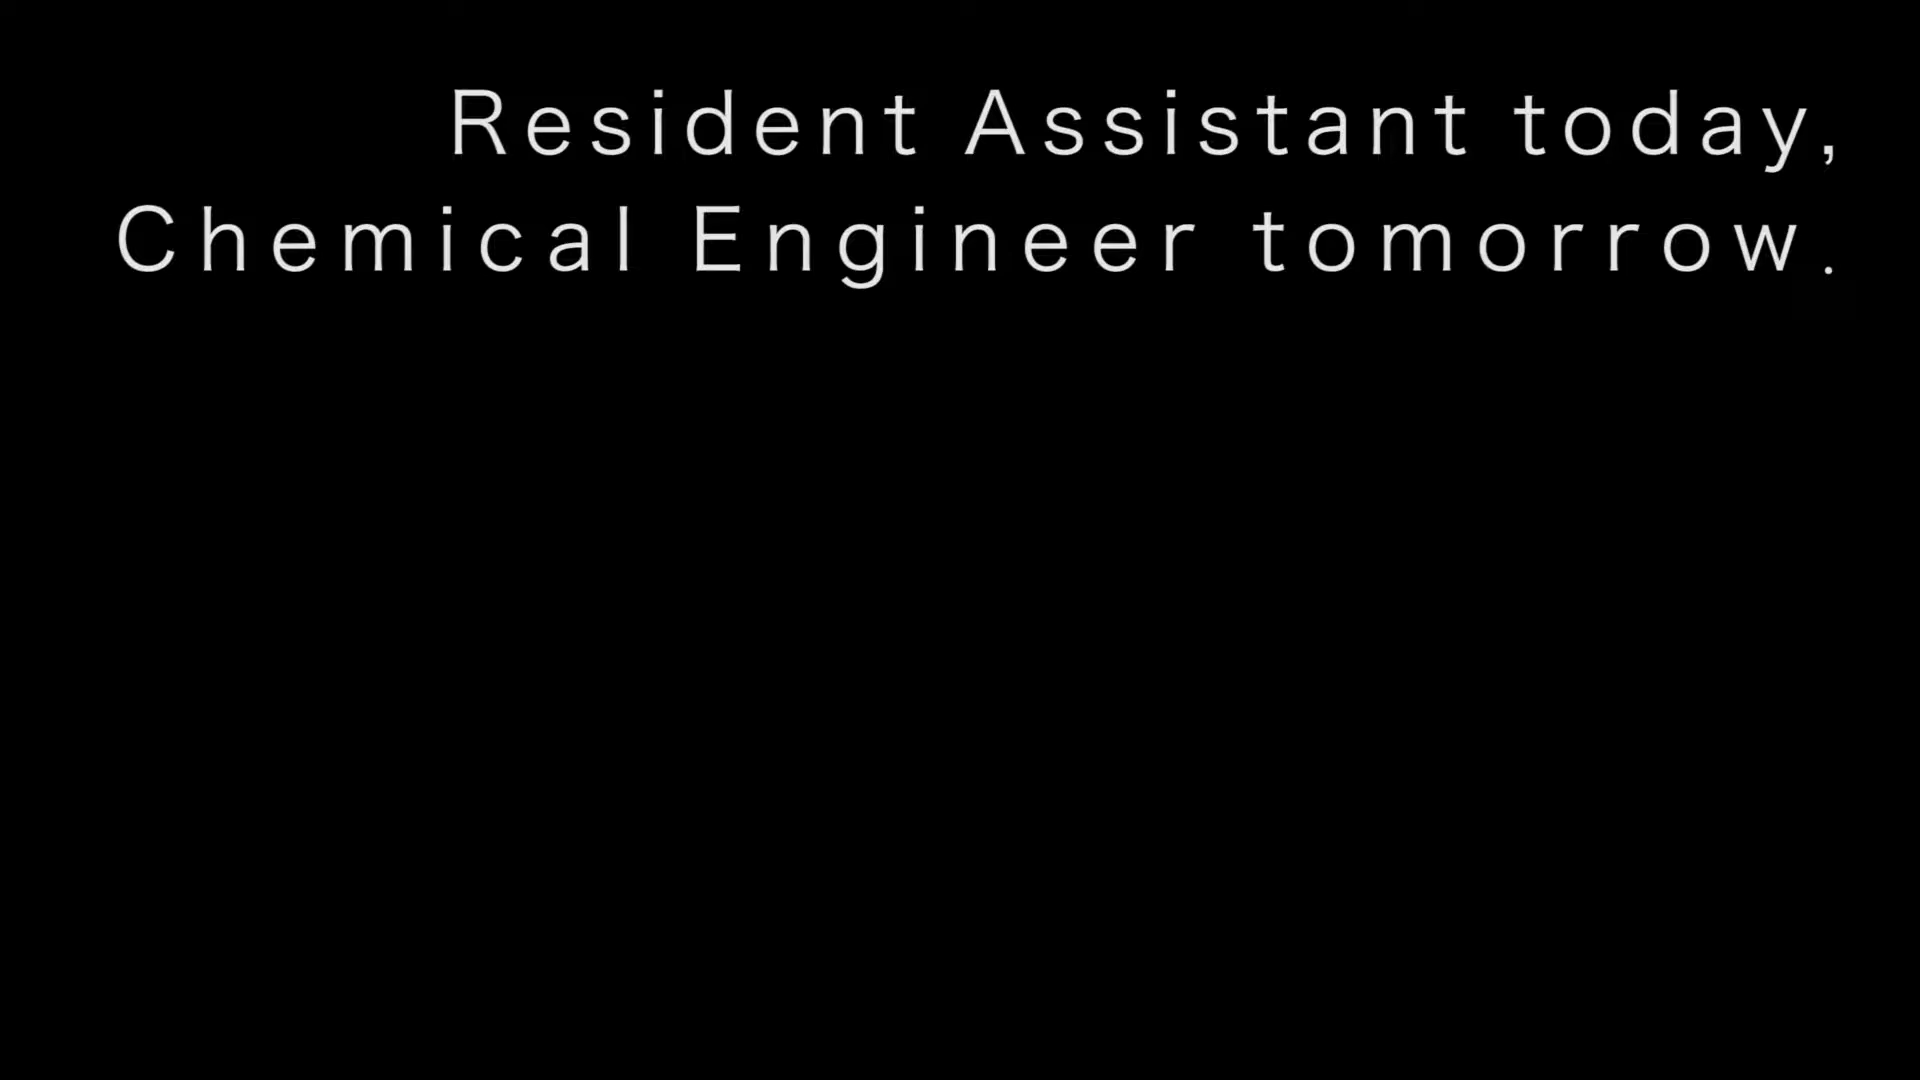 Resident Assistant today,
Chemical Engineer tomorrow.